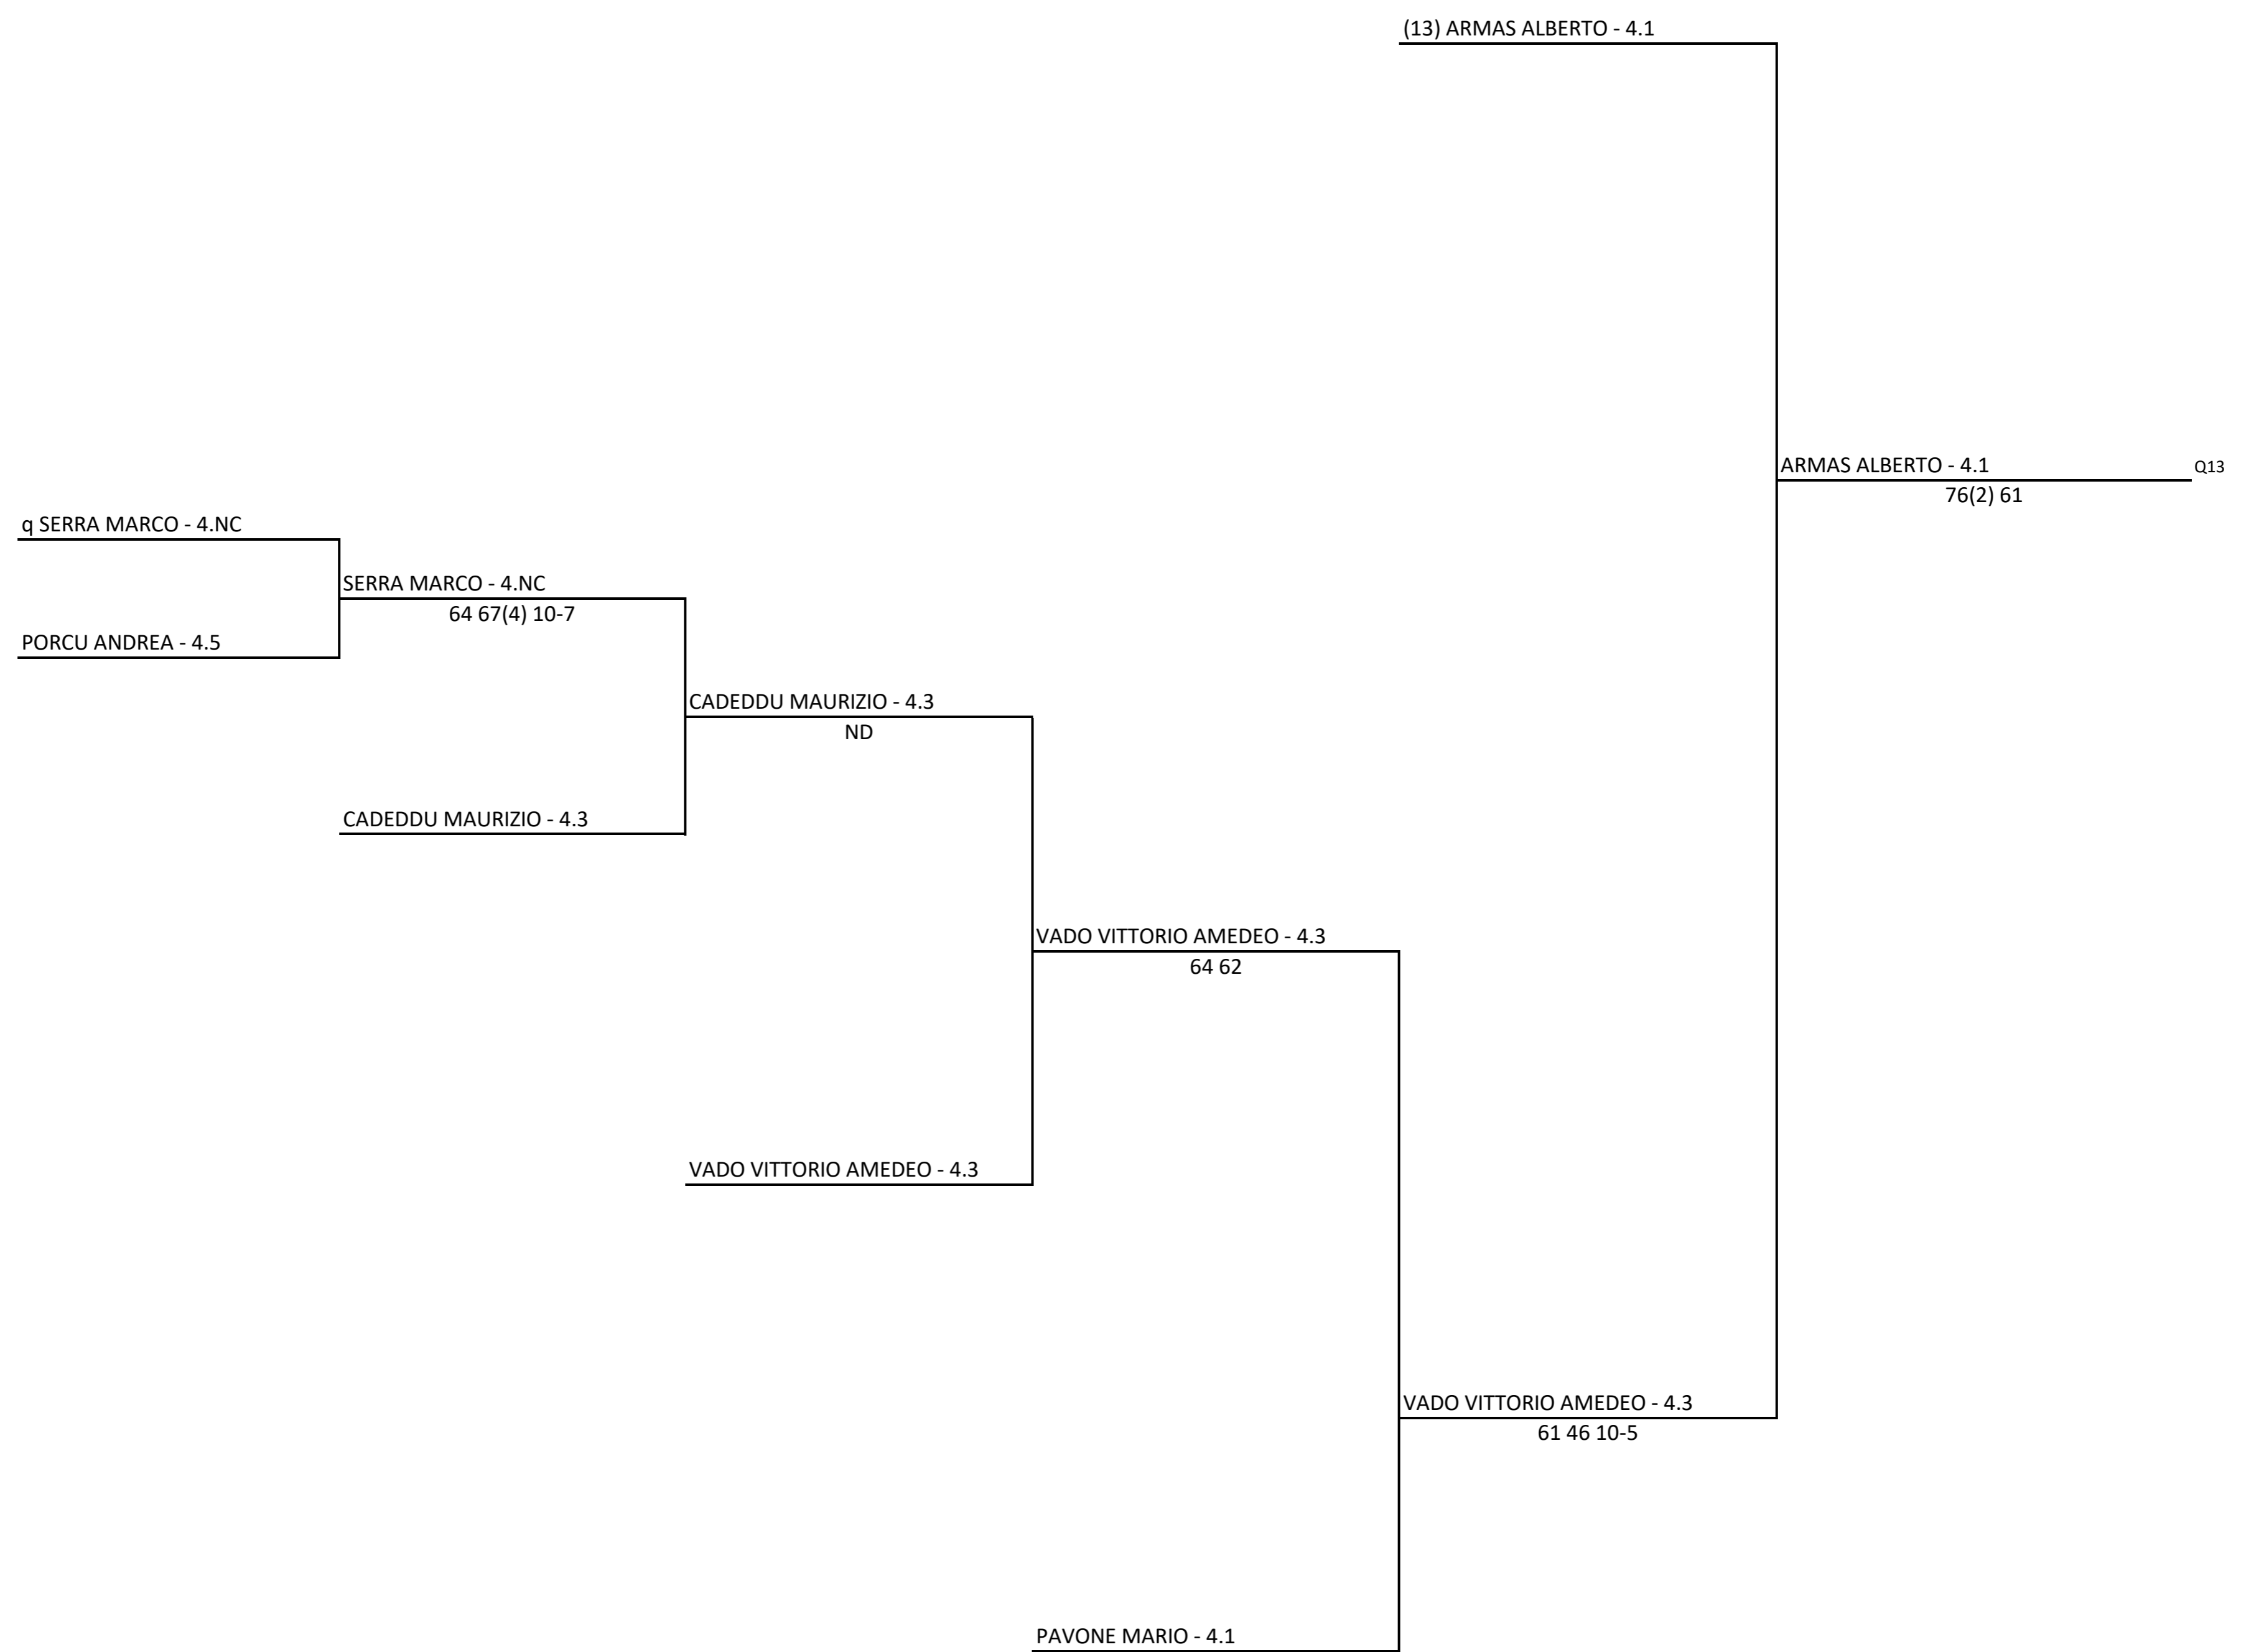 (13) ARMAS ALBERTO - 4.1
ARMAS ALBERTO - 4.1
Q13
76(2) 61
q SERRA MARCO - 4.NC
SERRA MARCO - 4.NC
64 67(4) 10-7
PORCU ANDREA - 4.5
CADEDDU MAURIZIO - 4.3
ND
CADEDDU MAURIZIO - 4.3
VADO VITTORIO AMEDEO - 4.3
64 62
VADO VITTORIO AMEDEO - 4.3
VADO VITTORIO AMEDEO - 4.3
61 46 10-5
PAVONE MARIO - 4.1